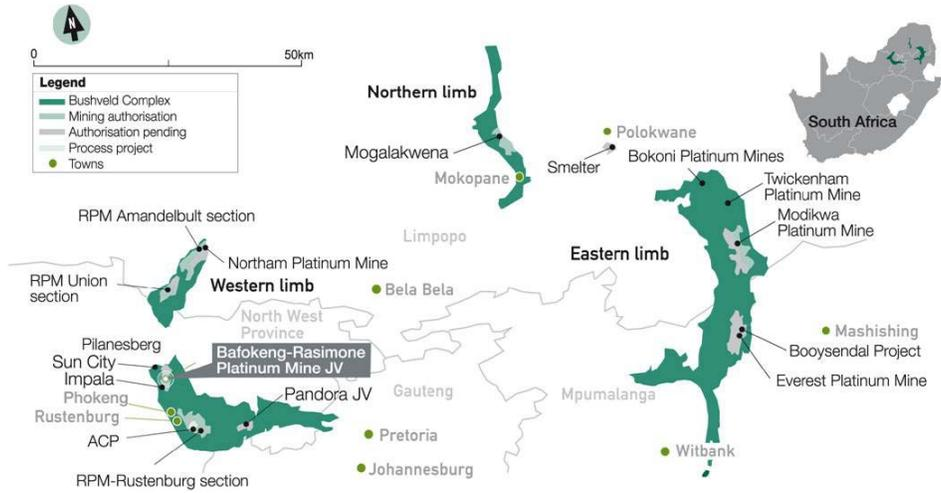 N
0
50km
Legend
Bushveld Complex
Mining authorisation
Authorisation pending
Process project
Towns
Northern limb
Mogalakwena
Mokopane
Polokwane
Smelter
South Africa
Bokoni Platinum Mines
Twickenham
Platinum Mine
Modikwa
Platinum Mine
RPM Amandelbult section
Northam Platinum Mine
RPM Union
section
Western limb
Limpopo
Eastern limb
Bela Bela
North West
Province
Pilanesberg
Sun City
Impala
Phokeng
Rustenburg
ACP
RPM-Rustenburg section
Bafokeng-Rasimone
Platinum Mine JV
Pandora JV
Gauteng
Pretoria
Johannesburg
Mpumalanga
Mashishing
Booysendal Project
Everest Platinum Mine
Witbank